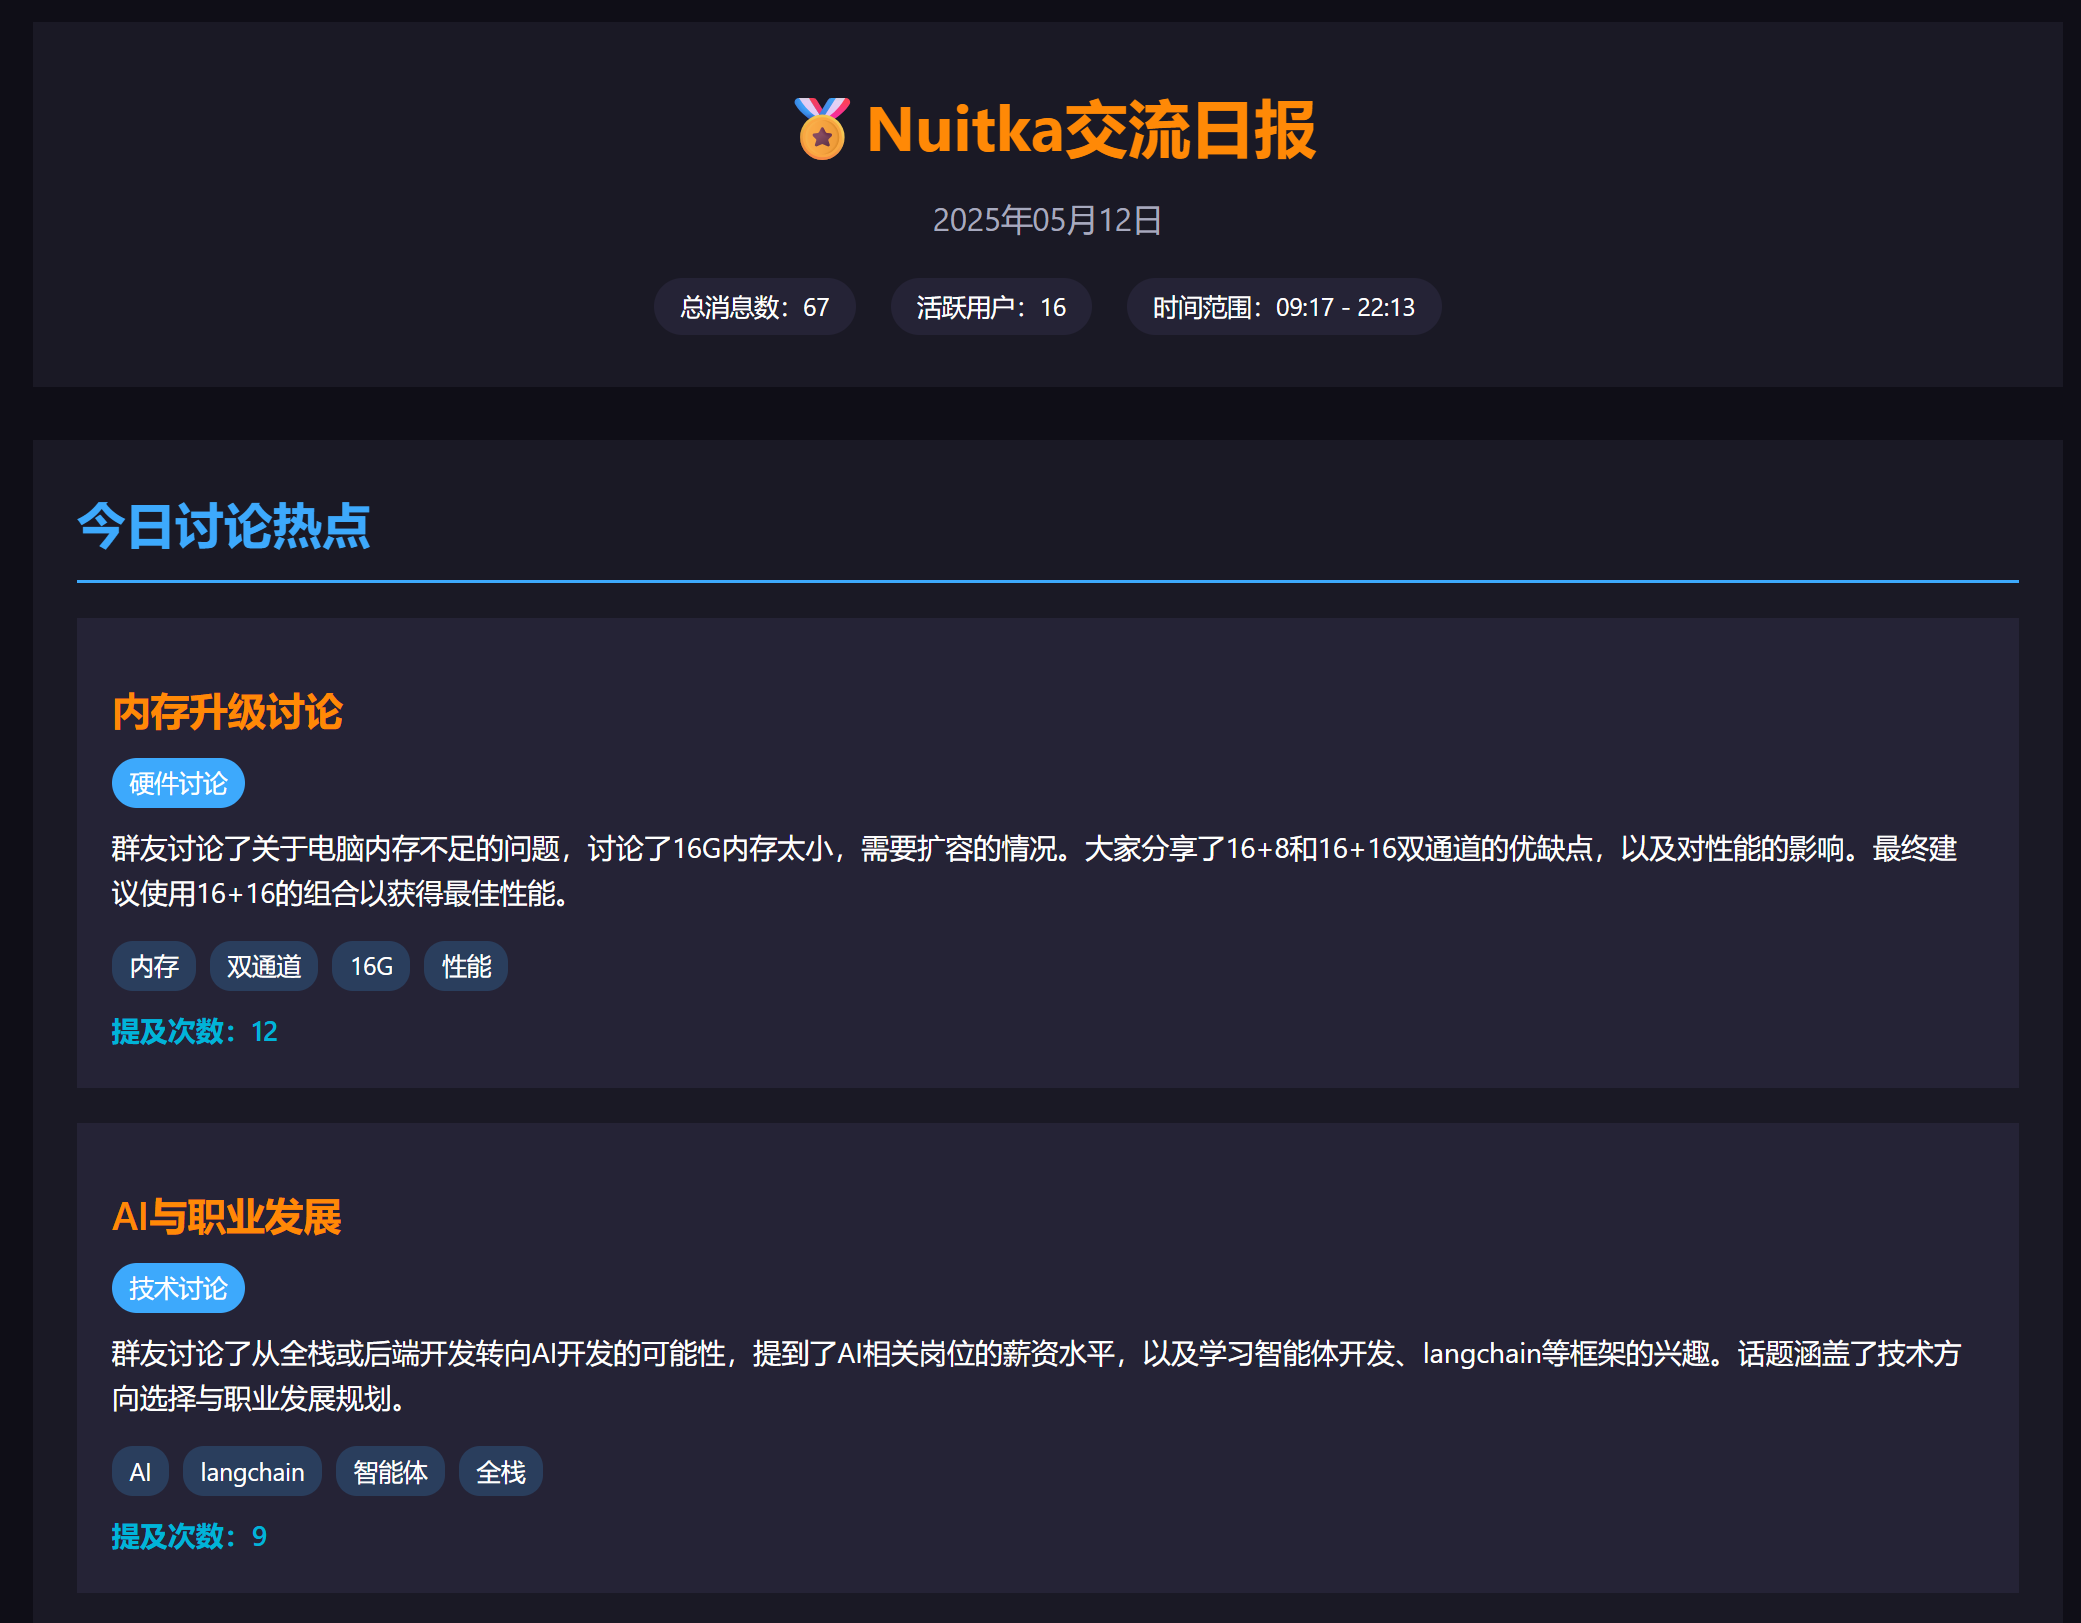 Nuitka交流日报
2025年05月12日
总消息数：67
活跃用户：16
时间范围：09:17 - 22:13
今日讨论热点
内存升级讨论
硬件讨论
群友讨论了关于电脑内存不足的问题，讨论了16G内存太小，需要扩容的情况。大家分享了16+8和16+16双通道的优缺点，以及对性能的影响。最终建
议使用16+16的组合以获得最佳性能。
内存 双通道 16G 性能
提及次数：12
AI与职业发展
技术讨论
群友讨论了从全栈或后端开发转向AI开发的可能性，提到了AI相关岗位的薪资水平，以及学习智能体开发、langchain等框架的兴趣。话题涵盖了技术方
向选择与职业发展规划。
AI langchain 智能体 全栈
提及次数：9